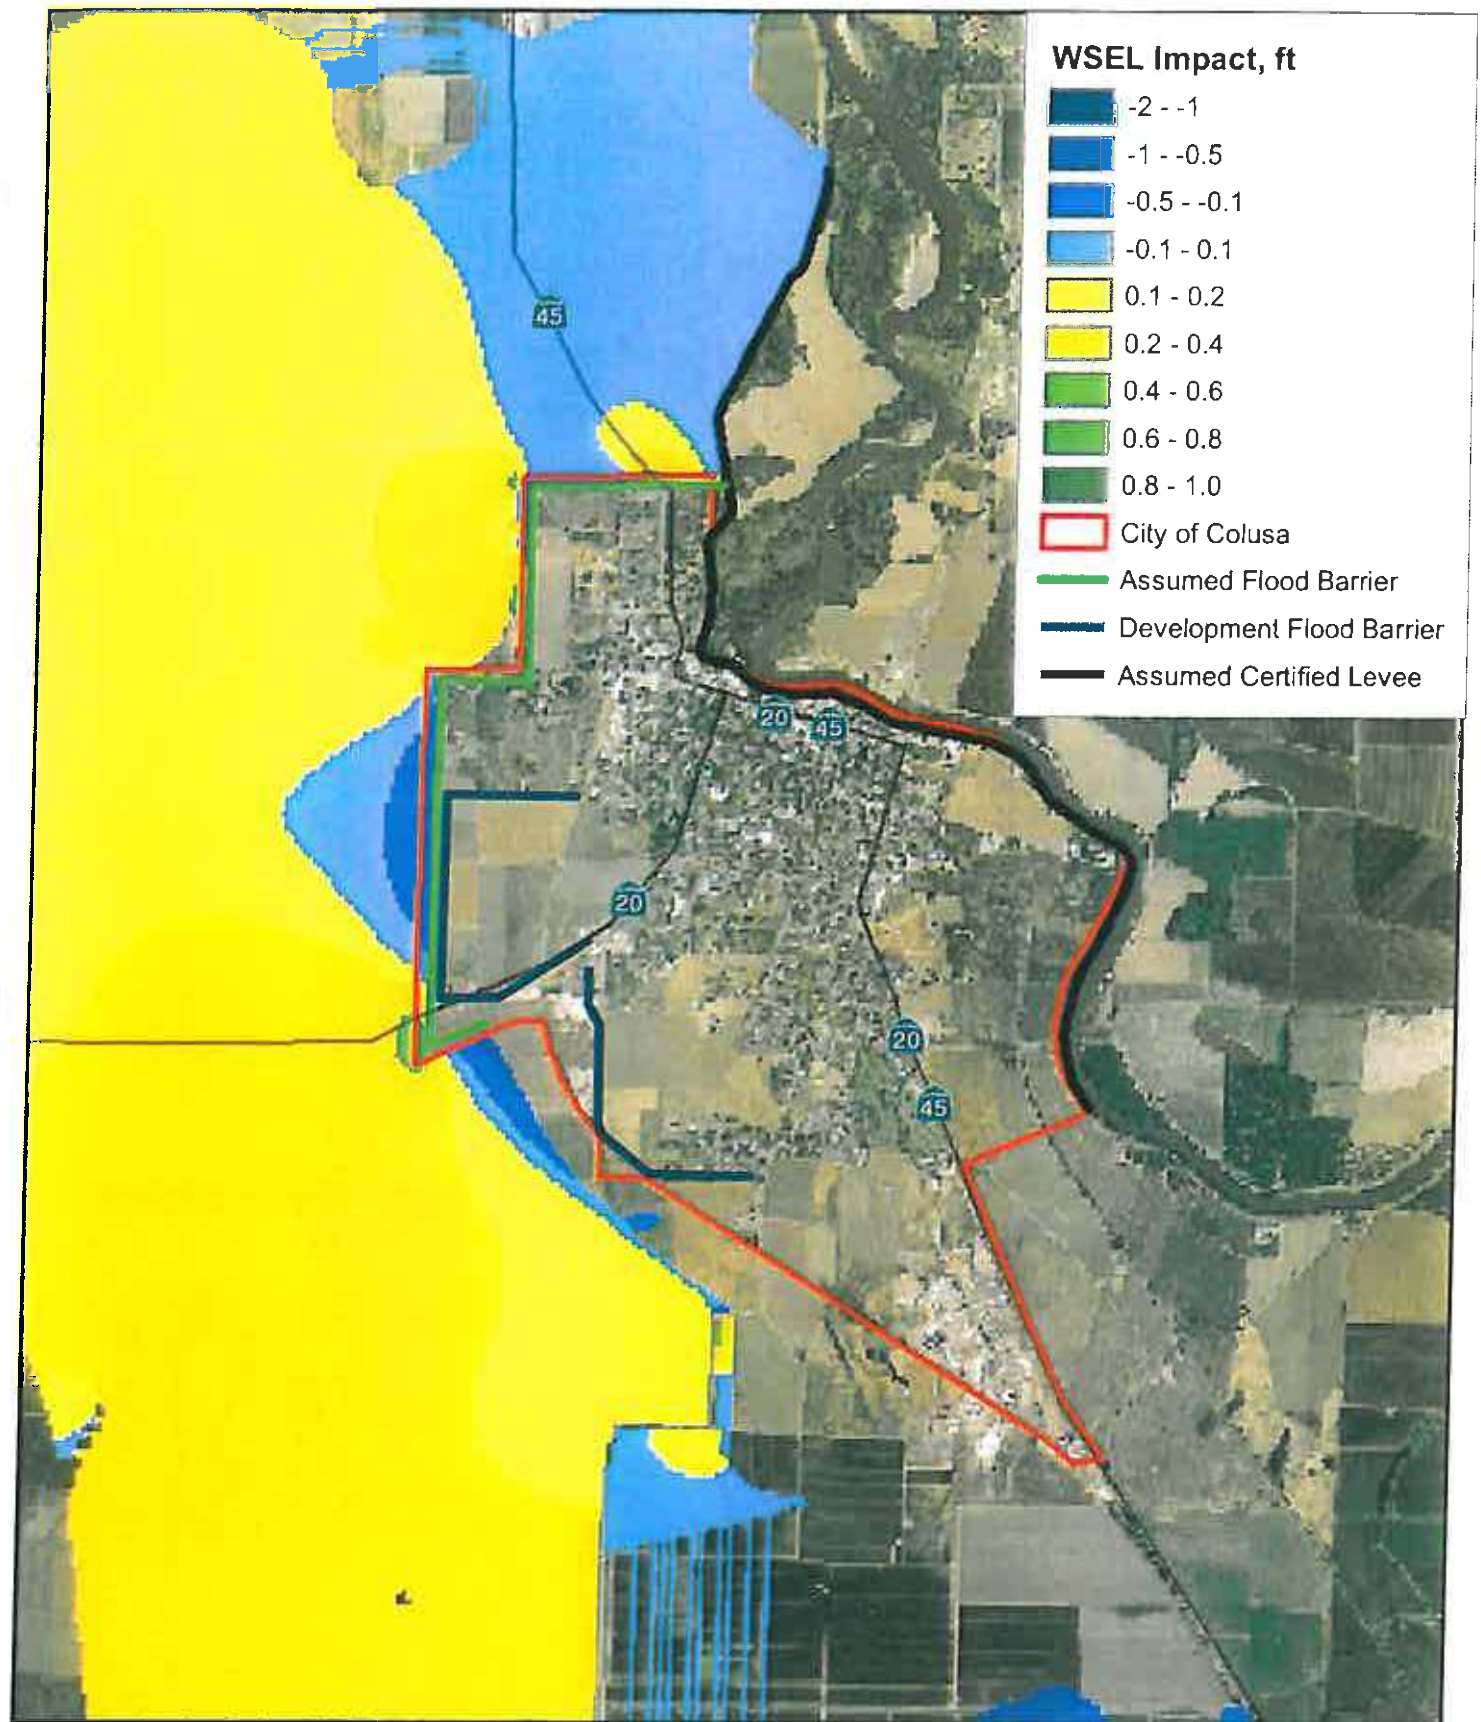 WSEL Impact, ft
-2 - -1
-1 - -0.5
-0.5 - -0.1
-0.1 - 0.1
0.1 - 0.2
0.2 - 0.4
0.4 - 0.6
0.6 - 0.8
0.8 - 1.0
City of Colusa
Assumed Flood Barrier
Development Flood Barrier
Assumed Certified Levee
45
20
45
20
20
45